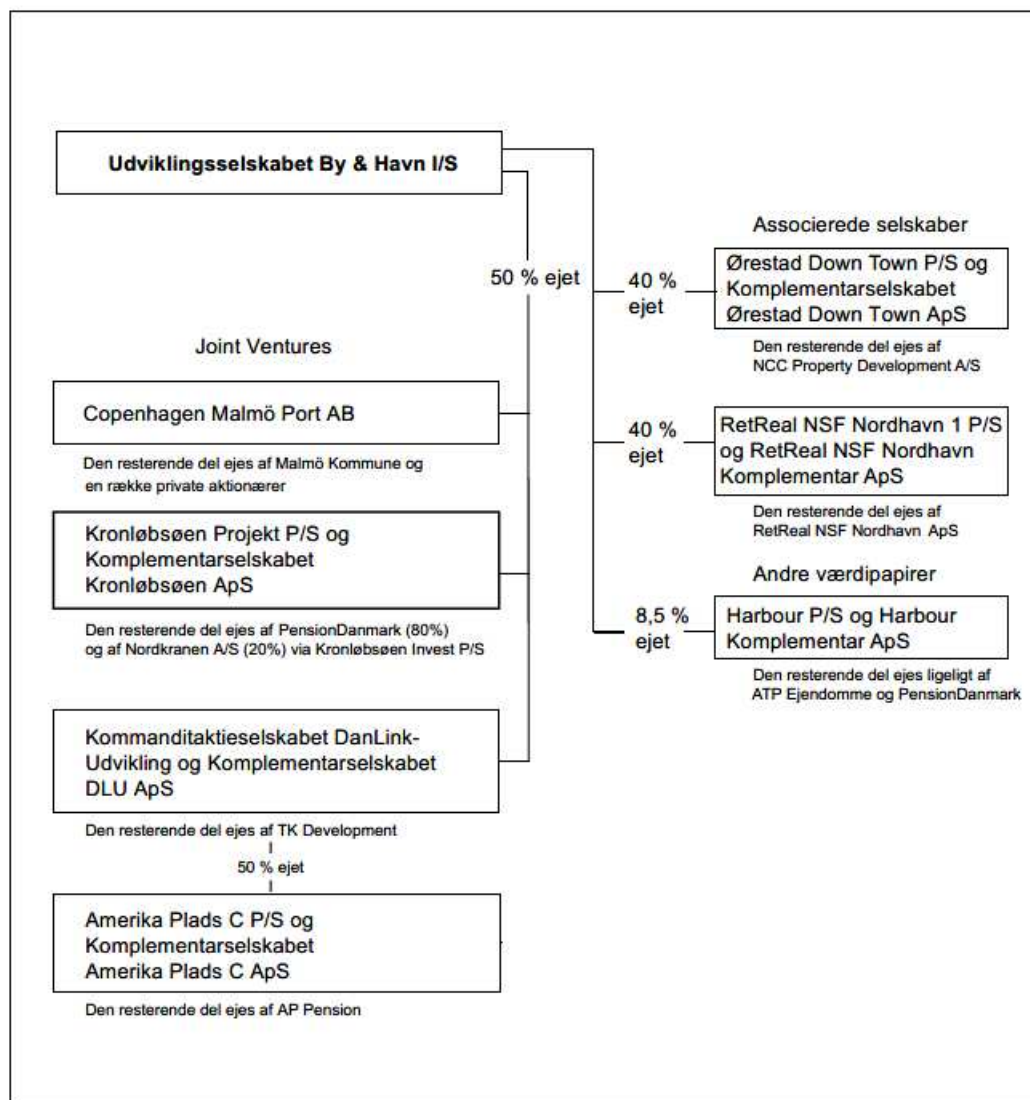 Udviklingsselskabet By & Havn I/S
50 % ejet
Joint Ventures
Copenhagen Malmö Port AB
Den resterende del ejes af Malmö Kommune og
en række private aktionærer
Kronløbsøen Projekt P/S og
Komplementarselskabet
Kronløbsøen ApS
Den resterende del ejes af PensionDanmark (80%)
og af Nordkranen A/S (20%) via Kronløbsøen Invest P/S
Kommanditaktieselskabet DanLink-
Udvikling og Komplementarselskabet
DLU ApS
Den resterende del ejes af TK Development
50 % ejet
Amerika Plads C P/S og
Komplementarselskabet
Amerika Plads C ApS
Den resterende del ejes af AP Pension
Associerede selskaber
40 %
ejet
Ørestad Down Town P/S og
Komplementarselskabet
Ørestad Down Town ApS
Den resterende del ejes af
NCC Property Development A/S
40 %
ejet
RetReal NSF Nordhavn 1 P/S
og RetReal NSF Nordhavn
Komplementar ApS
Den resterende del ejes af
RetReal NSF Nordhavn ApS
Andre værdipapirer
8,5 %
ejet
Harbour P/S og Harbour
Komplementar ApS
Den resterende del ejes ligeligt af
ATP Ejendomme og PensionDanmark